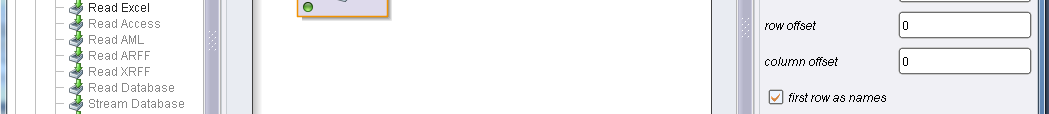 Read Excel
Read Access
Read AML
Read ARFF
Read XRFF
Read Database
Stream Database
row offset 0
column offset 0
first row as names